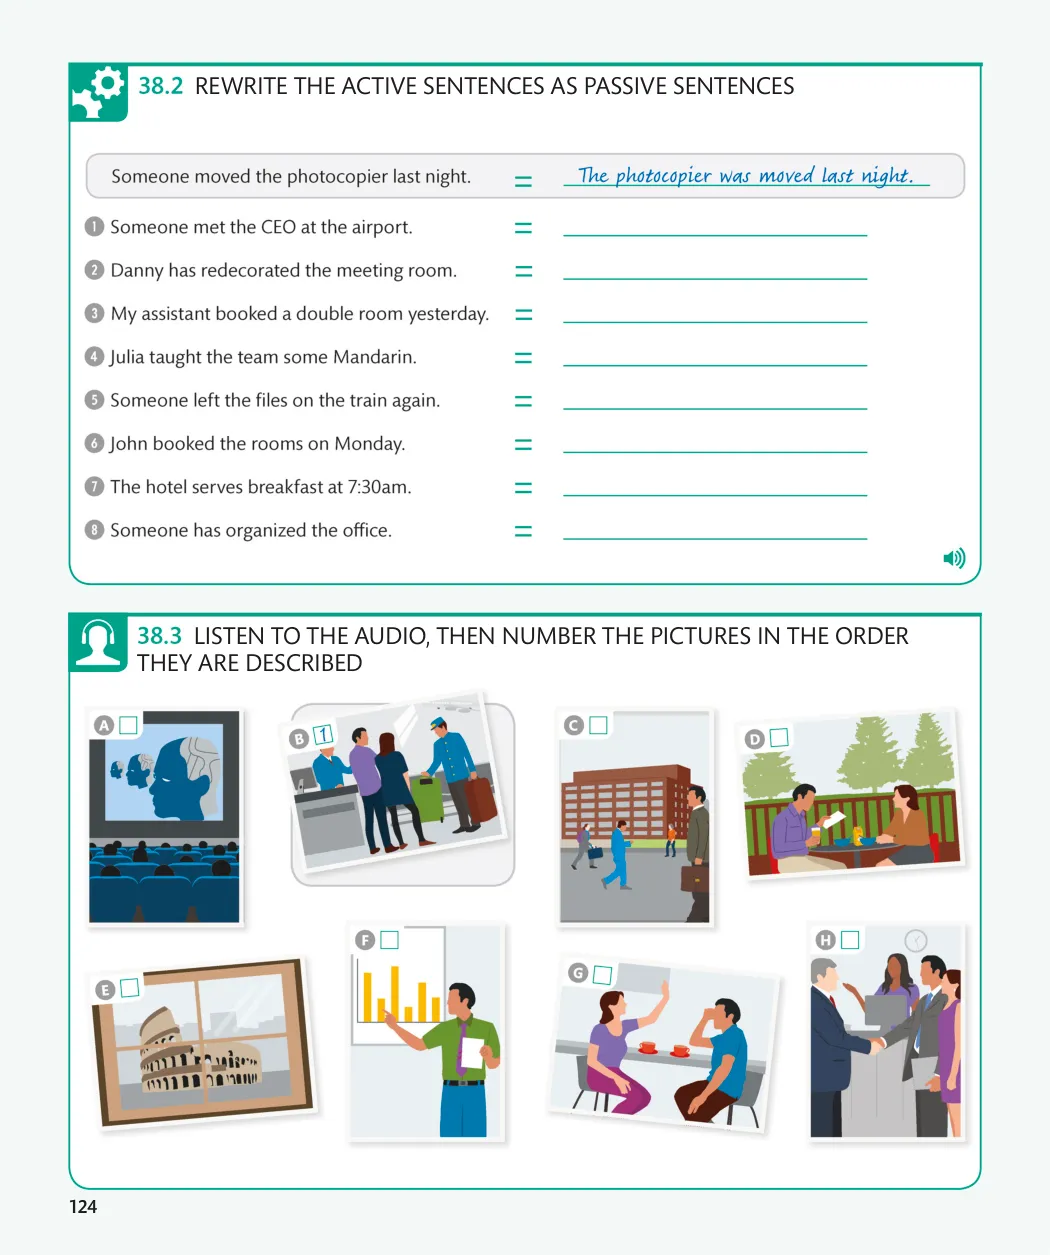 38.2 REWRITE THE ACTIVE SENTENCES AS PASSIVE SENTENCES
Someone moved the photocopier last night. = The photocopier was moved last night.
1 Someone met the CEO at the airport. =
2 Danny has redecorated the meeting room. =
3 My assistant booked a double room yesterday. =
4 Julia taught the team some Mandarin. =
5 Someone left the files on the train again. =
6 John booked the rooms on Monday. =
7 The hotel serves breakfast at 7:30am. =
8 Someone has organized the office. =
38.3 LISTEN TO THE AUDIO, THEN NUMBER THE PICTURES IN THE ORDER
THEY ARE DESCRIBED
A
B 1
C
D
E
F
G
H
124